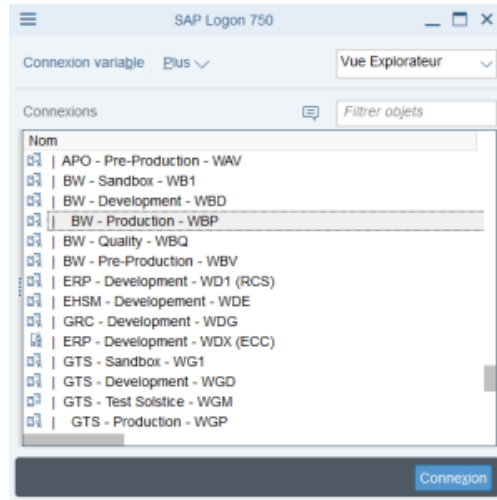 SAP Logon 750
Connexion variable Plus Vue Explorateur
Connexions Filtrer objets
Nom
| APO - Pre-Production - WAV
| BW - Sandbox - WB1
| BW - Development - WBD
| BW - Production - WBP
| BW - Quality - WBQ
| BW - Pre-Production - WBV
| ERP - Development - WD1 (RCS)
| EHSM - Developement - WDE
| GRC - Development - WDG
| ERP - Development - WDX (ECC)
| GTS - Sandbox - WG1
| GTS - Development - WGD
| GTS - Test Solstice - WGM
| GTS - Production - WGP
Connexion